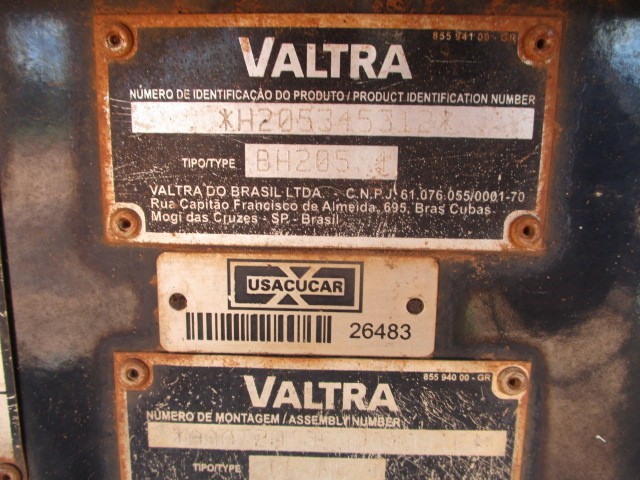 855 941 00 - GR
VALTRA
NÚMERO DE IDENTIFICAÇÃO DO PRODUTO / PRODUCT IDENTIFICATION NUMBER
*H205345312*
TIPO/TYPE BH205.i
VALTRA DO BRASIL LTDA. - C.N.P.J. 61.076.055/0001-70
Rua Capitão Francisco de Almeida, 695, Bras Cubas
Mogi das Cruzes - SP - Brasil
USACUCAR
26483
855 940 00 - GR
VALTRA
NÚMERO DE MONTAGEM / ASSEMBLY NUMBER
TIPO/TYPE